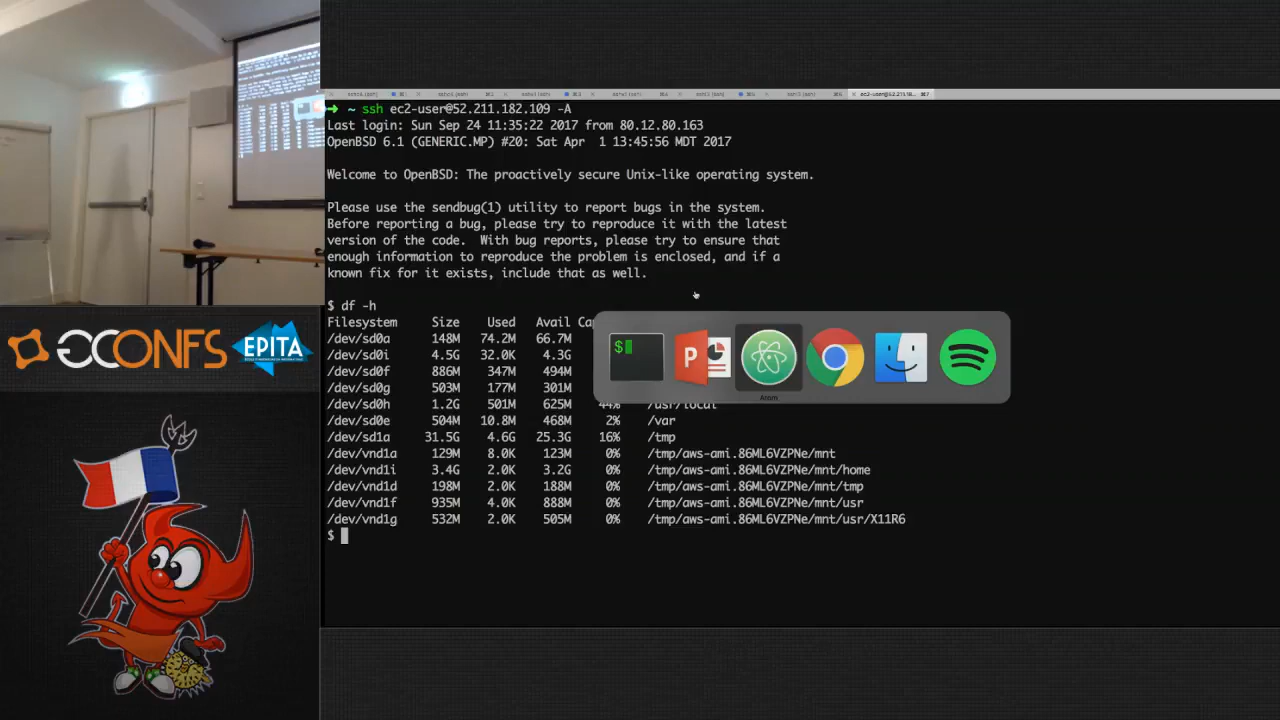 ec2-user@52.211.18...
➜ ~ ssh ec2-user@52.211.182.109 -A
Last login: Sun Sep 24 11:35:22 2017 from 80.12.80.163
OpenBSD 6.1 (GENERIC.MP) #20: Sat Apr 1 13:45:56 MDT 2017
Welcome to OpenBSD: The proactively secure Unix-like operating system.
Please use the sendbug(1) utility to report bugs in the system.
Before reporting a bug, please try to reproduce it with the latest
version of the code. With bug reports, please try to ensure that
enough information to reproduce the problem is enclosed, and if a
known fix for it exists, include that as well.
$ df -h
Filesystem Size Used Avail Cap
/dev/sd0a 148M 74.2M 66.7M
/dev/sd0i 4.5G 32.0K 4.3G
/dev/sd0f 886M 347M 494M
/dev/sd0g 503M 177M 301M
/dev/sd0h 1.2G 501M 625M 44% /usr/local
/dev/sd0e 504M 10.8M 468M 2% /var
/dev/sd1a 31.5G 4.6G 25.3G 16% /tmp
/dev/vnd1a 129M 8.0K 123M 0% /tmp/aws-ami.86ML6VZPNe/mnt
/dev/vnd1i 3.4G 2.0K 3.2G 0% /tmp/aws-ami.86ML6VZPNe/mnt/home
/dev/vnd1d 198M 2.0K 188M 0% /tmp/aws-ami.86ML6VZPNe/mnt/tmp
/dev/vnd1f 935M 4.0K 888M 0% /tmp/aws-ami.86ML6VZPNe/mnt/usr
/dev/vnd1g 532M 2.0K 505M 0% /tmp/aws-ami.86ML6VZPNe/mnt/usr/X11R6
$
$
P
Atom
GCONFS
EPITA